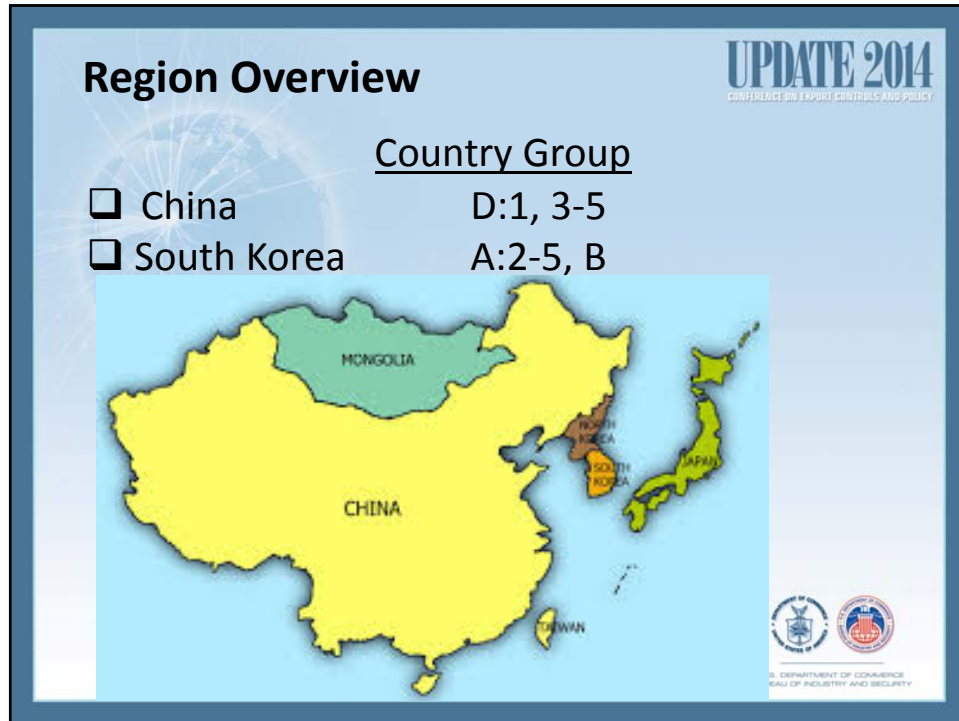 Region Overview
UPDATE 2014
CONFERENCE ON EXPORT CONTROLS AND POLICY
Country Group
China D:1, 3-5
South Korea A:2-5, B
MONGOLIA
NORTH
KOREA
SOUTH
KOREA
JAPAN
CHINA
TAIWAN
S. DEPARTMENT OF COMMERCE
EAU OF INDUSTRY AND SECURITY